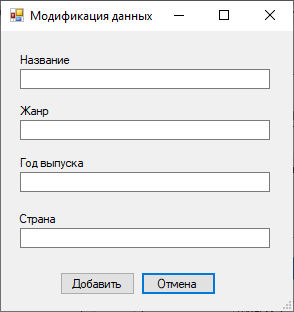 Модификация данных
Название
Жанр
Год выпуска
Страна
Добавить
Отмена